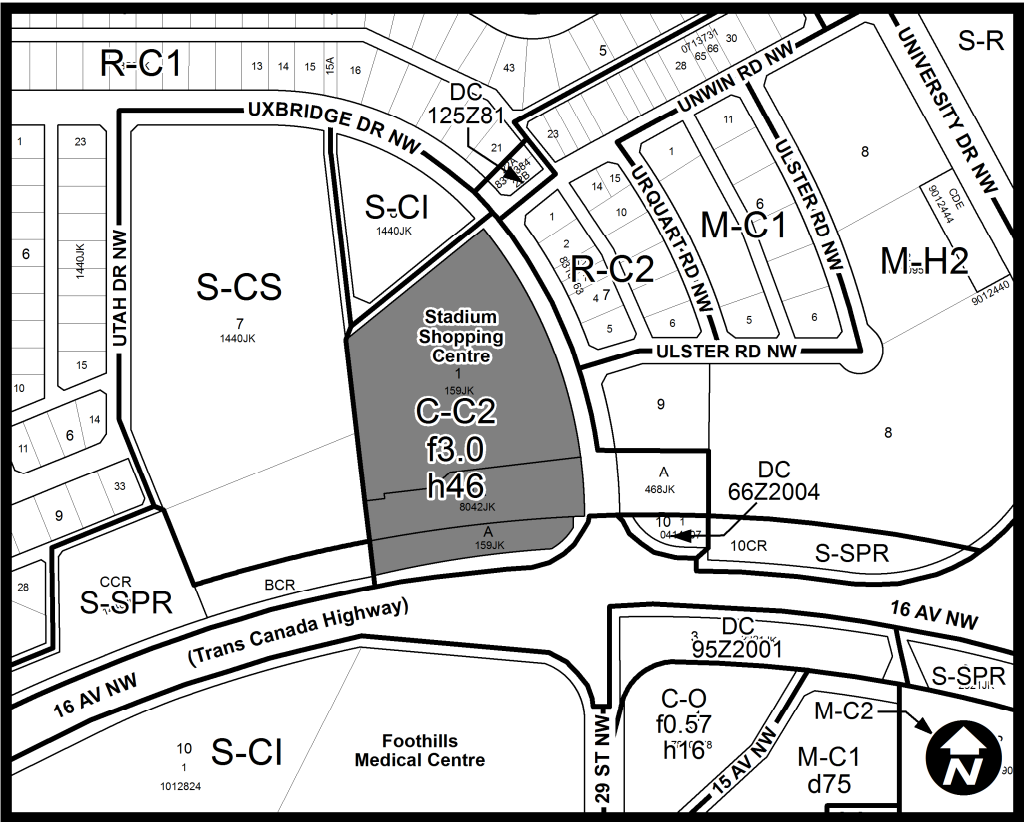 R-C1
13
14
15
15A
16
43
5
0713731
66
65
28
30
UNWIN RD NW
UNIVERSITY DR NW
S-R
DC
125Z81
UXBRIDGE DR NW
21
22B
23
1
23
6
1440JK
10
15
UTAH DR NW
S-CI
1440JK
S-CS
7
1440JK
14
15
10
1
2
R-C2
4
7
5
6
URQUART RD NW
1
11
6
M-C1
5
6
ULSTER RD NW
ULSTER RD NW
8
CDE
9012444
M-H2
9012440
Stadium
Shopping
Centre
1
159JK
C-C2
f3.0
h46
8042JK
A
159JK
9
8
A
468JK
DC
66Z2004
10
1
10CR
S-SPR
11
6
14
9
33
28
CCR
S-SPR
BCR
(Trans Canada Highway)
16 AV NW
16 AV NW
3
DC
95Z2001
S-SPR
2921JK
10
1
1012824
S-CI
Foothills
Medical Centre
29 ST NW
C-O
f0.57
h16
15 AV NW
M-C2
M-C1
d75
N